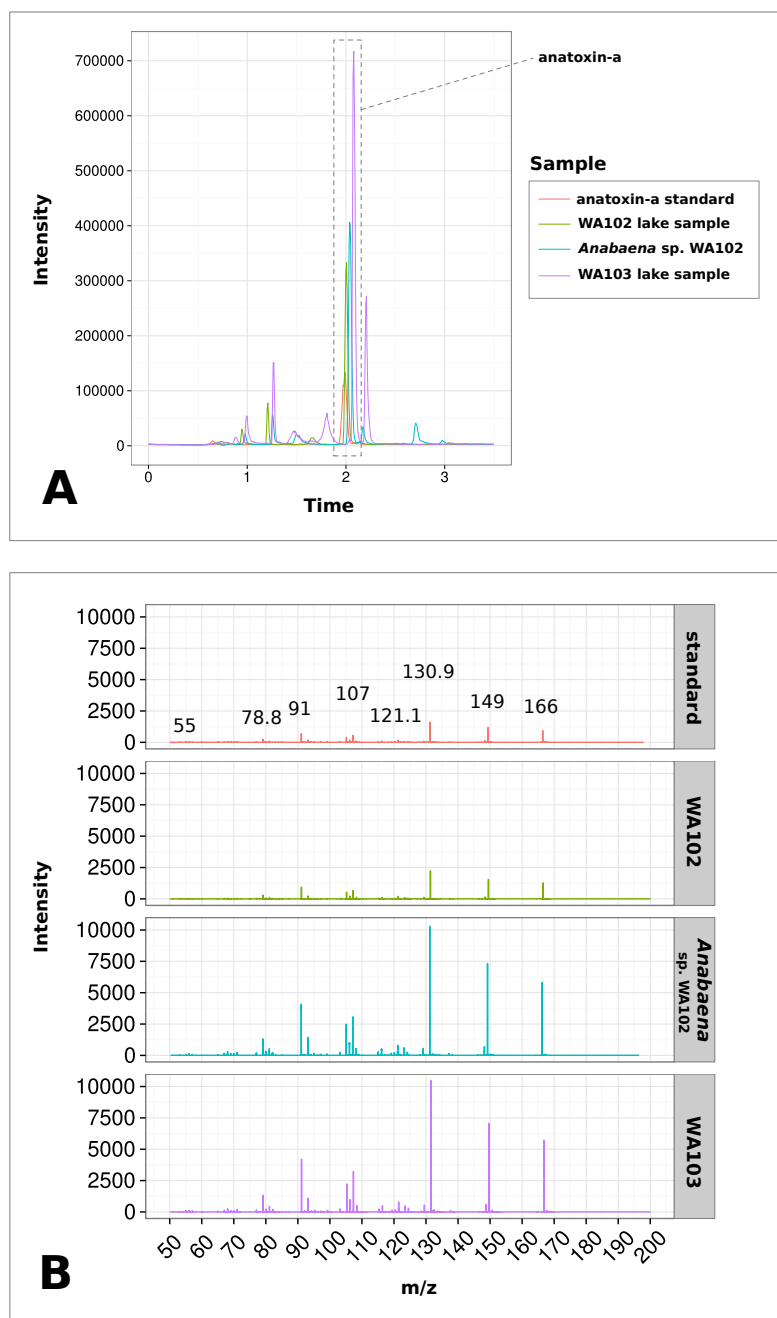 700000
600000
500000
400000
300000
200000
100000
0
Intensity
0
1
2
3
Time
anatoxin-a
Sample
anatoxin-a standard
WA102 lake sample
Anabaena sp. WA102
WA103 lake sample
A
10000
7500
5000
2500
0
55
78.8
91
107
121.1
130.9
149
166
standard
10000
7500
5000
2500
0
WA102
Intensity
10000
7500
5000
2500
0
Anabaena
sp. WA102
10000
7500
5000
2500
0
WA103
50 60 70 80 90 100 110 120 130 140 150 160 170 180 190 200
m/z
B